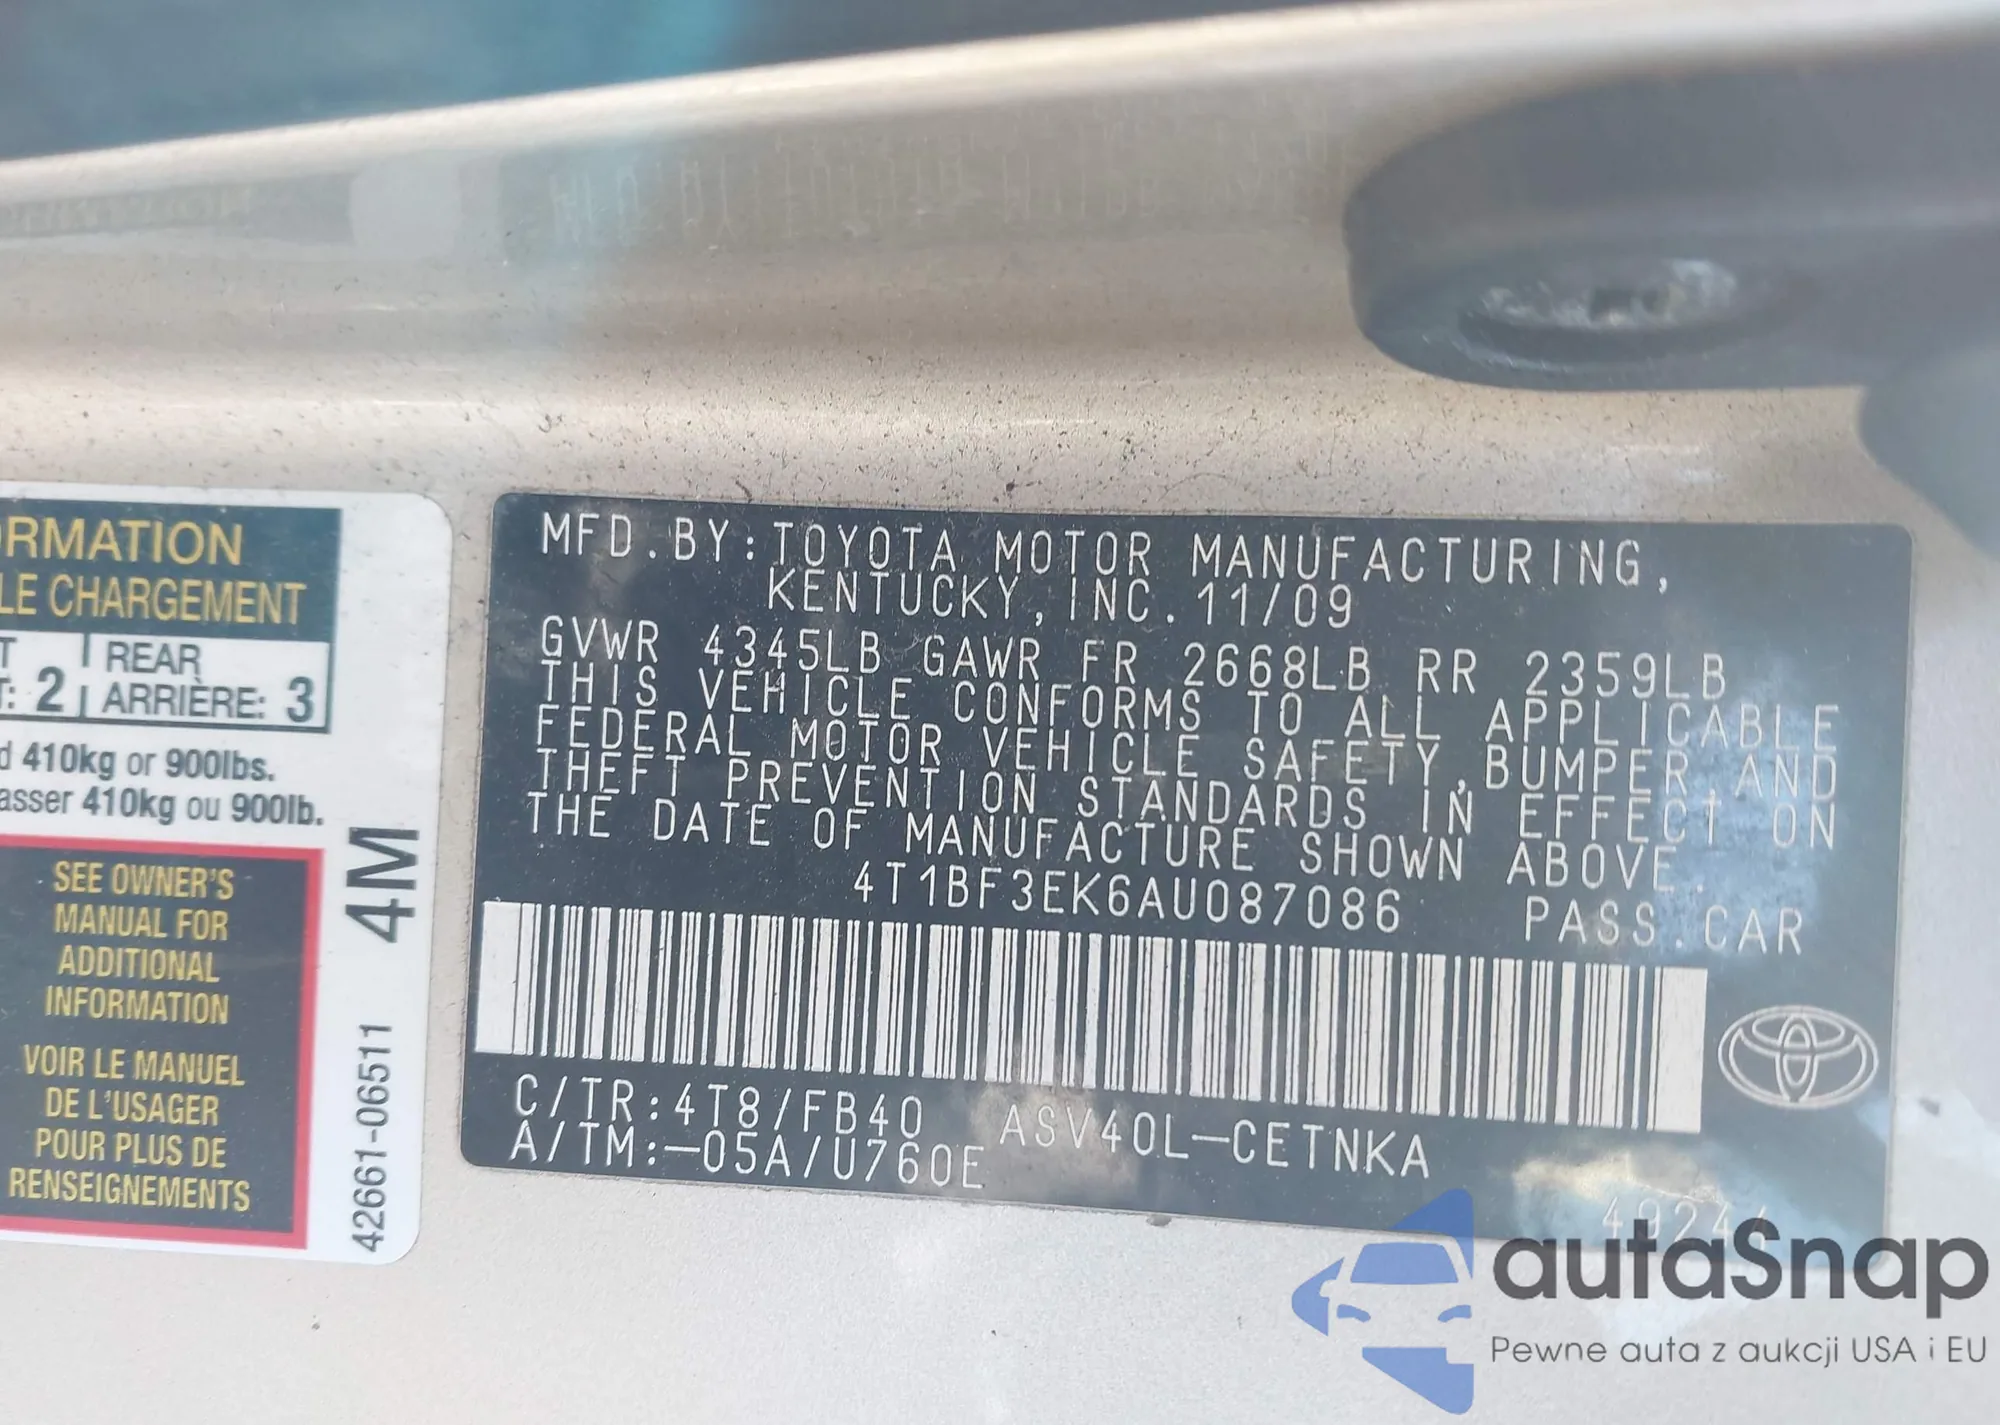 ORMATION
LE CHARGEMENT
REAR
ARRIÈRE: 3
T: 2
d 410kg or 900lbs.
asser 410kg ou 900lb.
SEE OWNER'S
MANUAL FOR
ADDITIONAL
INFORMATION
VOIR LE MANUEL
DE L'USAGER
POUR PLUS DE
RENSEIGNEMENTS
4M
42661-06511
MFD.BY:TOYOTA MOTOR MANUFACTURING,
KENTUCKY,INC.11/09
GVWR 4345LB GAWR FR 2668LB RR 2359LB
THIS VEHICLE CONFORMS TO ALL APPLICABLE
FEDERAL MOTOR VEHICLE SAFETY,BUMPER,AND
THEFT PREVENTION STANDARDS IN EFFECT ON
THE DATE OF MANUFACTURE SHOWN ABOVE.
4T1BF3EK6AU087086 PASS.CAR
C/TR:4T8/FB40 ASV40L-CETNKA
A/TM:-05A/U760E
autaSnap
Pewne auta z aukcji USA i EU